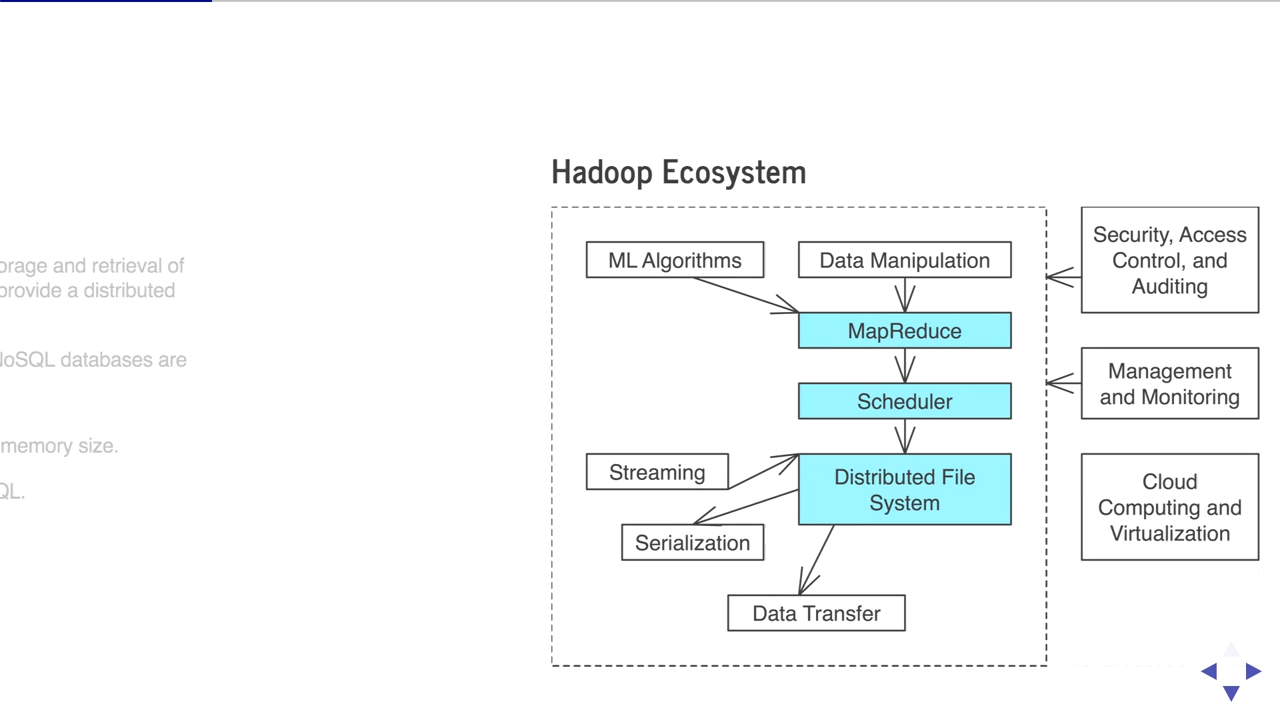 orage and retrieval of
provide a distributed
NoSQL databases are
memory size.
QL.
Hadoop Ecosystem
ML Algorithms
Data Manipulation
MapReduce
Scheduler
Streaming
Distributed File
System
Serialization
Data Transfer
Security, Access
Control, and
Auditing
Management
and Monitoring
Cloud
Computing and
Virtualization